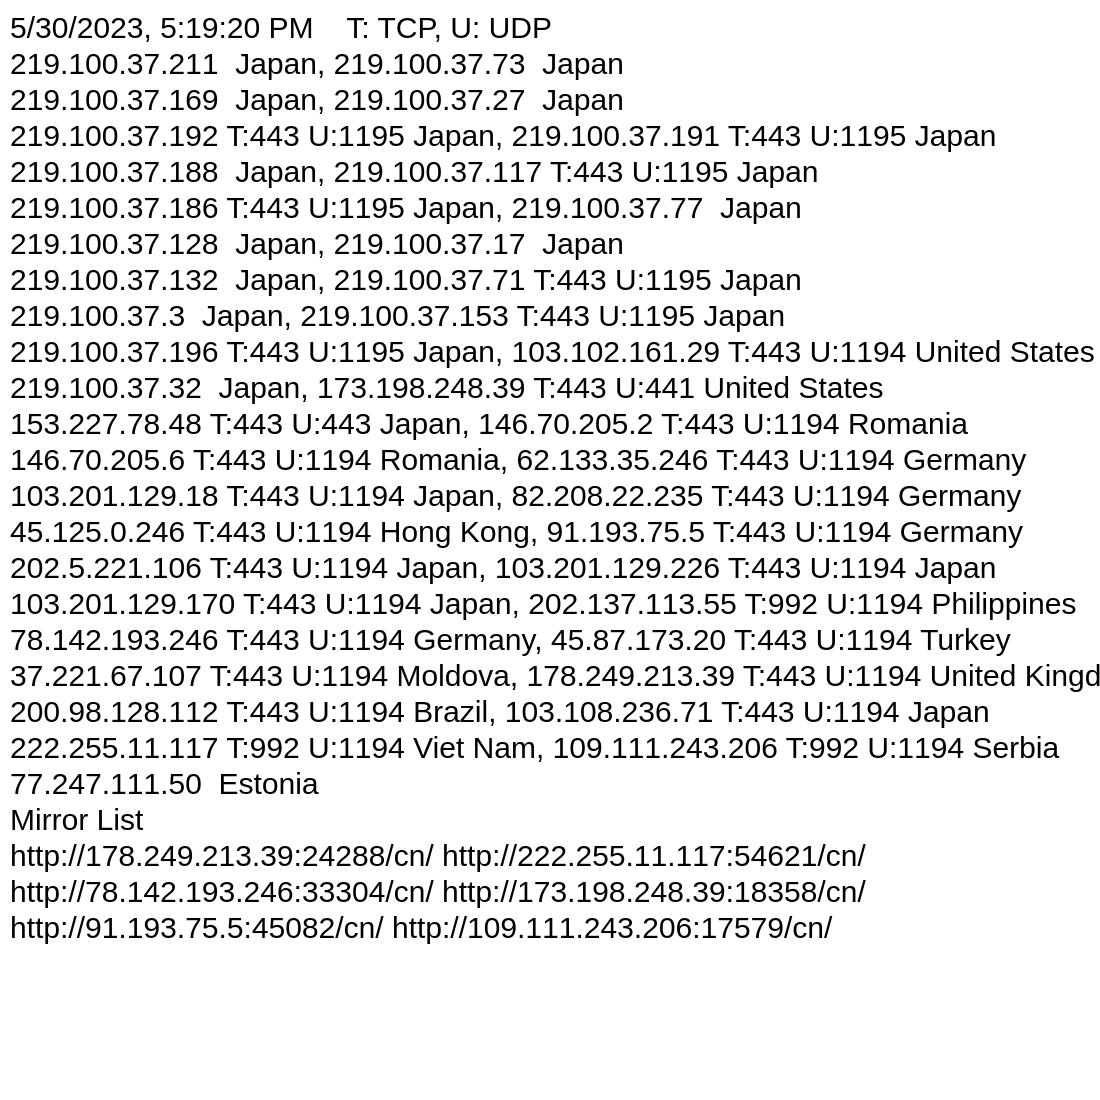 5/30/2023, 5:19:20 PM    T: TCP, U: UDP
219.100.37.211  Japan, 219.100.37.73  Japan
219.100.37.169  Japan, 219.100.37.27  Japan
219.100.37.192 T:443 U:1195 Japan, 219.100.37.191 T:443 U:1195 Japan
219.100.37.188  Japan, 219.100.37.117 T:443 U:1195 Japan
219.100.37.186 T:443 U:1195 Japan, 219.100.37.77  Japan
219.100.37.128  Japan, 219.100.37.17  Japan
219.100.37.132  Japan, 219.100.37.71 T:443 U:1195 Japan
219.100.37.3  Japan, 219.100.37.153 T:443 U:1195 Japan
219.100.37.196 T:443 U:1195 Japan, 103.102.161.29 T:443 U:1194 United States
219.100.37.32  Japan, 173.198.248.39 T:443 U:441 United States
153.227.78.48 T:443 U:443 Japan, 146.70.205.2 T:443 U:1194 Romania
146.70.205.6 T:443 U:1194 Romania, 62.133.35.246 T:443 U:1194 Germany
103.201.129.18 T:443 U:1194 Japan, 82.208.22.235 T:443 U:1194 Germany
45.125.0.246 T:443 U:1194 Hong Kong, 91.193.75.5 T:443 U:1194 Germany
202.5.221.106 T:443 U:1194 Japan, 103.201.129.226 T:443 U:1194 Japan
103.201.129.170 T:443 U:1194 Japan, 202.137.113.55 T:992 U:1194 Philippines
78.142.193.246 T:443 U:1194 Germany, 45.87.173.20 T:443 U:1194 Turkey
37.221.67.107 T:443 U:1194 Moldova, 178.249.213.39 T:443 U:1194 United Kingd
200.98.128.112 T:443 U:1194 Brazil, 103.108.236.71 T:443 U:1194 Japan
222.255.11.117 T:992 U:1194 Viet Nam, 109.111.243.206 T:992 U:1194 Serbia
77.247.111.50  Estonia
Mirror List
http://178.249.213.39:24288/cn/ http://222.255.11.117:54621/cn/
http://78.142.193.246:33304/cn/ http://173.198.248.39:18358/cn/
http://91.193.75.5:45082/cn/ http://109.111.243.206:17579/cn/